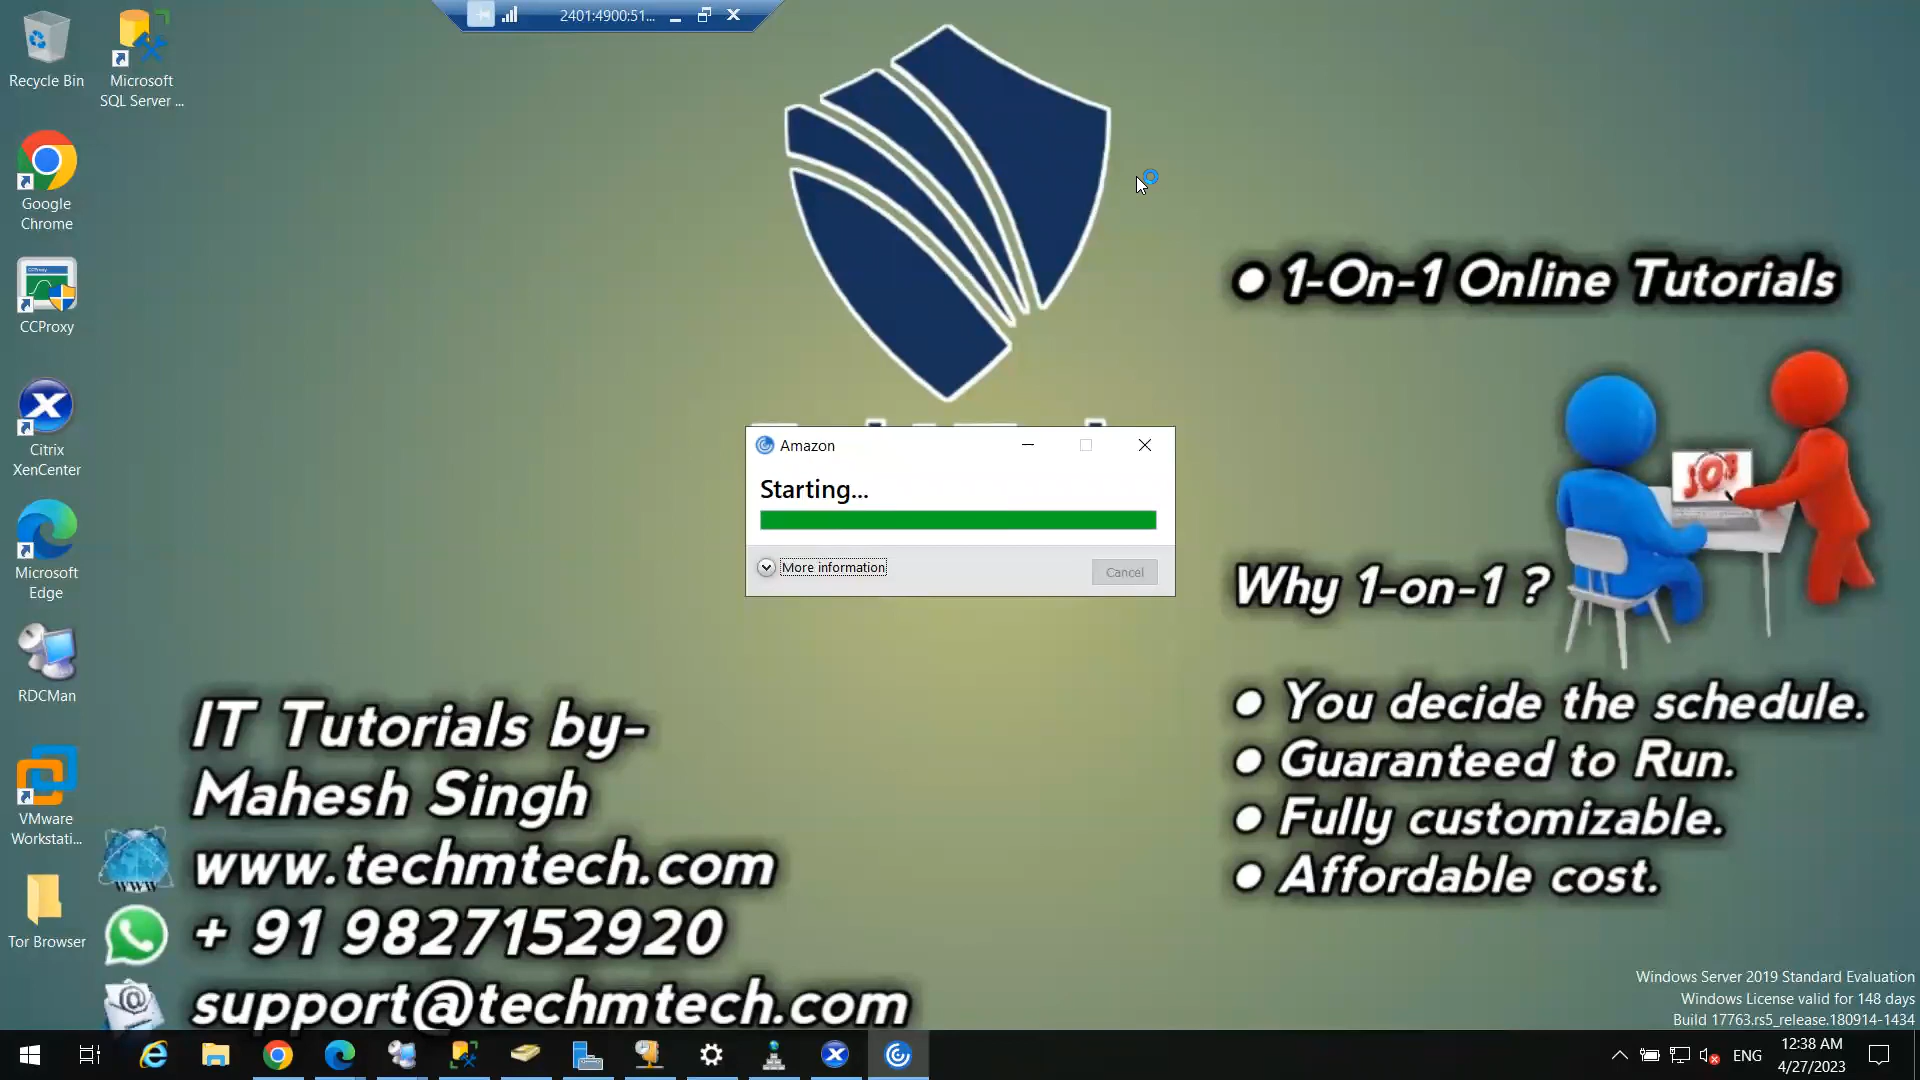 2401:4900:51...
Recycle Bin
Microsoft
SQL Server ...
Google
Chrome
CCProxy
CCProxy
Citrix
XenCenter
Microsoft
Edge
RDCMan
VMware
Workstati...
Tor Browser
Amazon
Starting...
More information
Cancel
• 1-On-1 Online Tutorials
JOB
Why 1-on-1 ?
• You decide the schedule.
• Guaranteed to Run.
• Fully customizable.
• Affordable cost.
IT Tutorials by-
Mahesh Singh
www.techmtech.com
+ 91 9827152920
support@techmtech.com
Windows Server 2019 Standard Evaluation
Windows License valid for 148 days
Build 17763.rs5_release.180914-1434
ENG
12:38 AM
4/27/2023